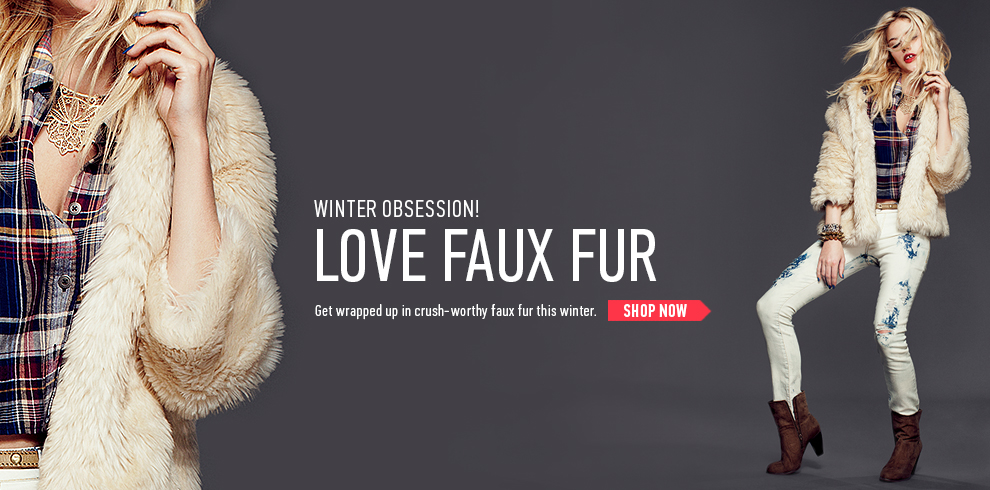 WINTER OBSESSION!
LOVE FAUX FUR
Get wrapped up in crush-worthy faux fur this winter. SHOP NOW